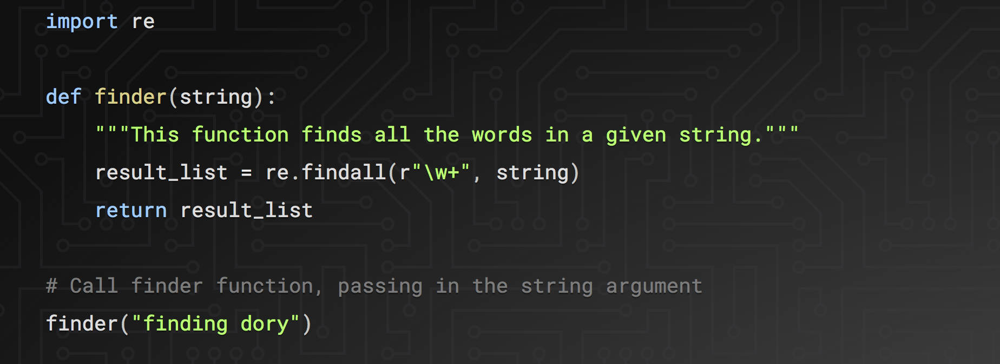 import re
def finder(string):
"""This function finds all the words in a given string."""
result_list = re.findall(r"\w+", string)
return result_list
# Call finder function, passing in the string argument
finder("finding dory")